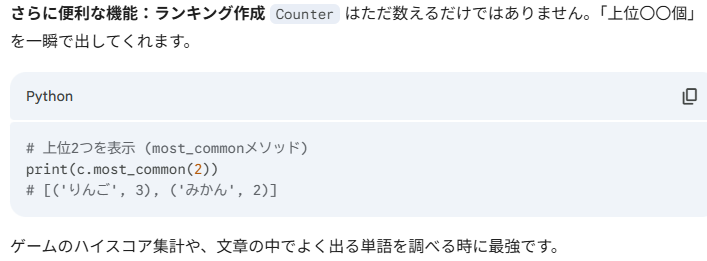 さらに便利な機能：ランキング作成 Counter はただ数えるだけではありません。「上位〇〇個」
を一瞬で出してくれます。
Python
# 上位2つを表示 (most_commonメソッド)
print(c.most_common(2))
# [('りんご', 3), ('みかん', 2)]
ゲームのハイスコア集計や、文章の中でよく出る単語を調べる時に最強です。